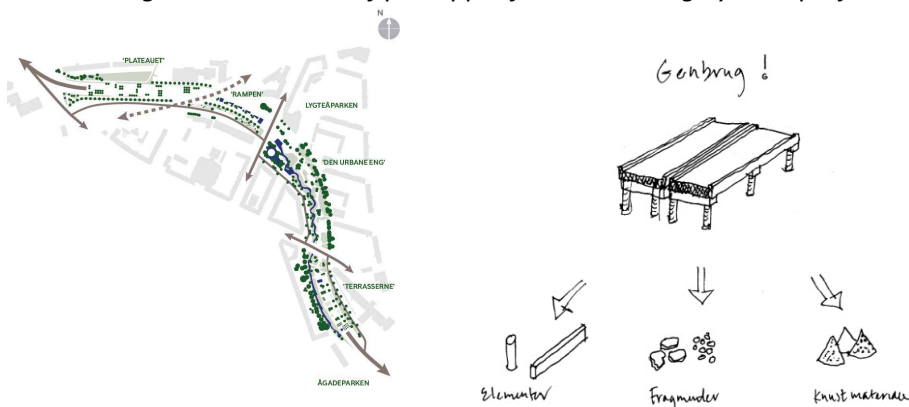 N
'PLATEAUET'
'RAMPEN'
LYGTEÅPARKEN
'DEN URBANE ENG'
'TERRASSERNE'
ÅGADEPARKEN
Genbrug !
Elementer
Fragmenter
Knust materiale